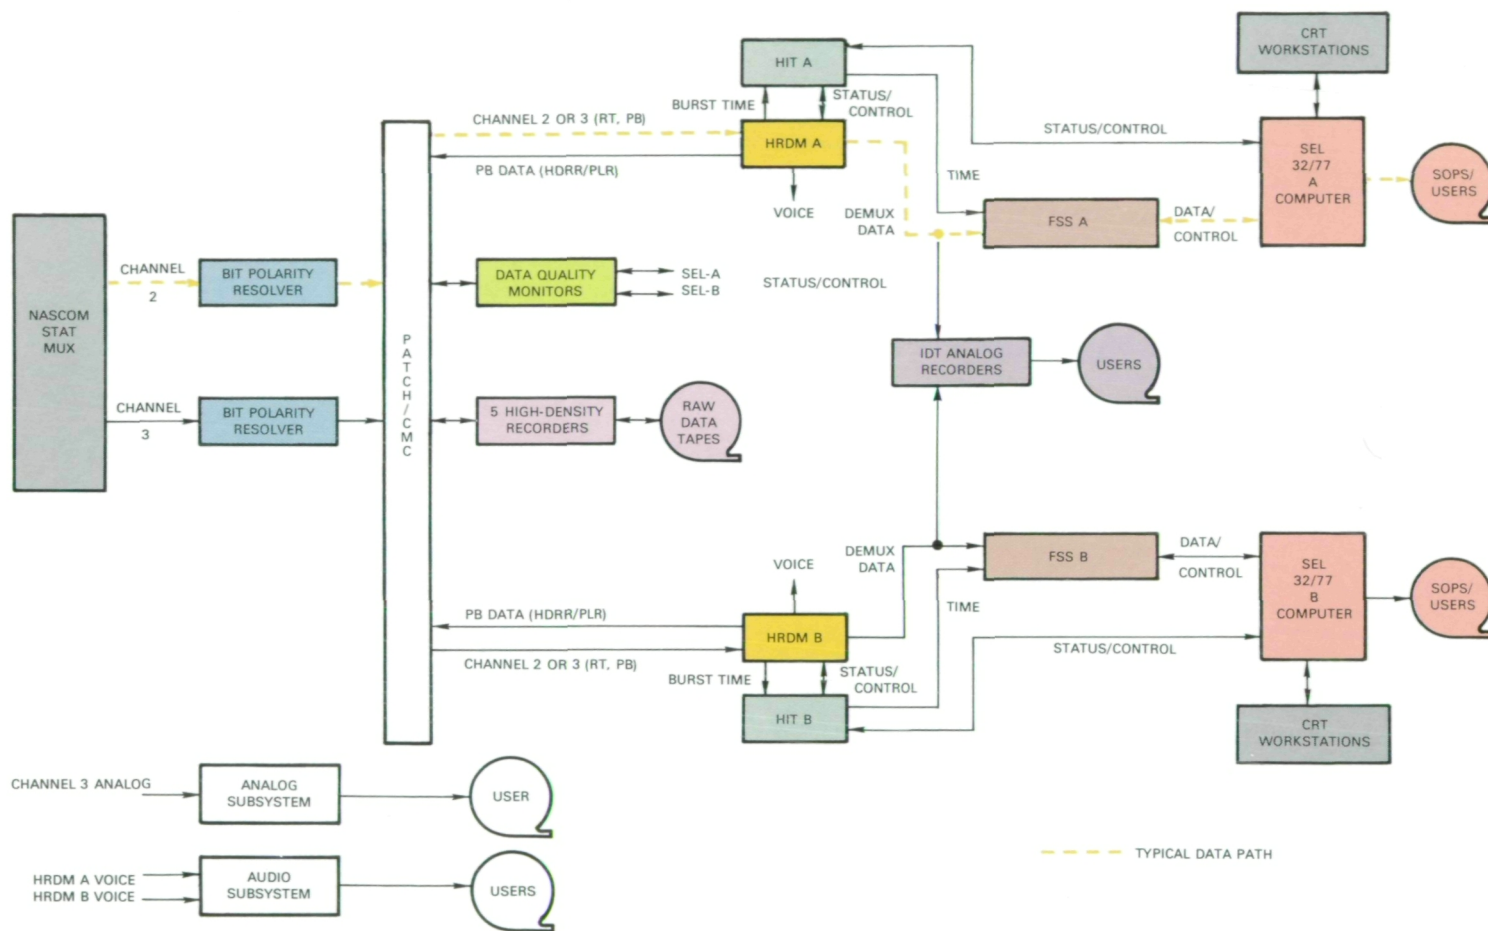 CRT
WORKSTATIONS
HIT A
BURST TIME
STATUS/
CONTROL
CHANNEL 2 OR 3 (RT, PB)
HRDM A
PB DATA (HDRR/PLR)
STATUS/CONTROL
SEL
32/77
A
COMPUTER
TIME
SOPS/
USERS
VOICE
DEMUX
DATA
FSS A
DATA/
CONTROL
NASCOM
STAT
MUX
CHANNEL
2
BIT POLARITY
RESOLVER
PATCH/CMC
DATA QUALITY
MONITORS
SEL-A
SEL-B
STATUS/CONTROL
IDT ANALOG
RECORDERS
USERS
CHANNEL
3
BIT POLARITY
RESOLVER
5 HIGH-DENSITY
RECORDERS
RAW
DATA
TAPES
VOICE
DEMUX
DATA
FSS B
DATA/
CONTROL
SEL
32/77
B
COMPUTER
SOPS/
USERS
PB DATA (HDRR/PLR)
HRDM B
TIME
CHANNEL 2 OR 3 (RT, PB)
STATUS/CONTROL
BURST TIME
STATUS/
CONTROL
HIT B
CRT
WORKSTATIONS
CHANNEL 3 ANALOG
ANALOG
SUBSYSTEM
USER
HRDM A VOICE
HRDM B VOICE
AUDIO
SUBSYSTEM
USERS
TYPICAL DATA PATH